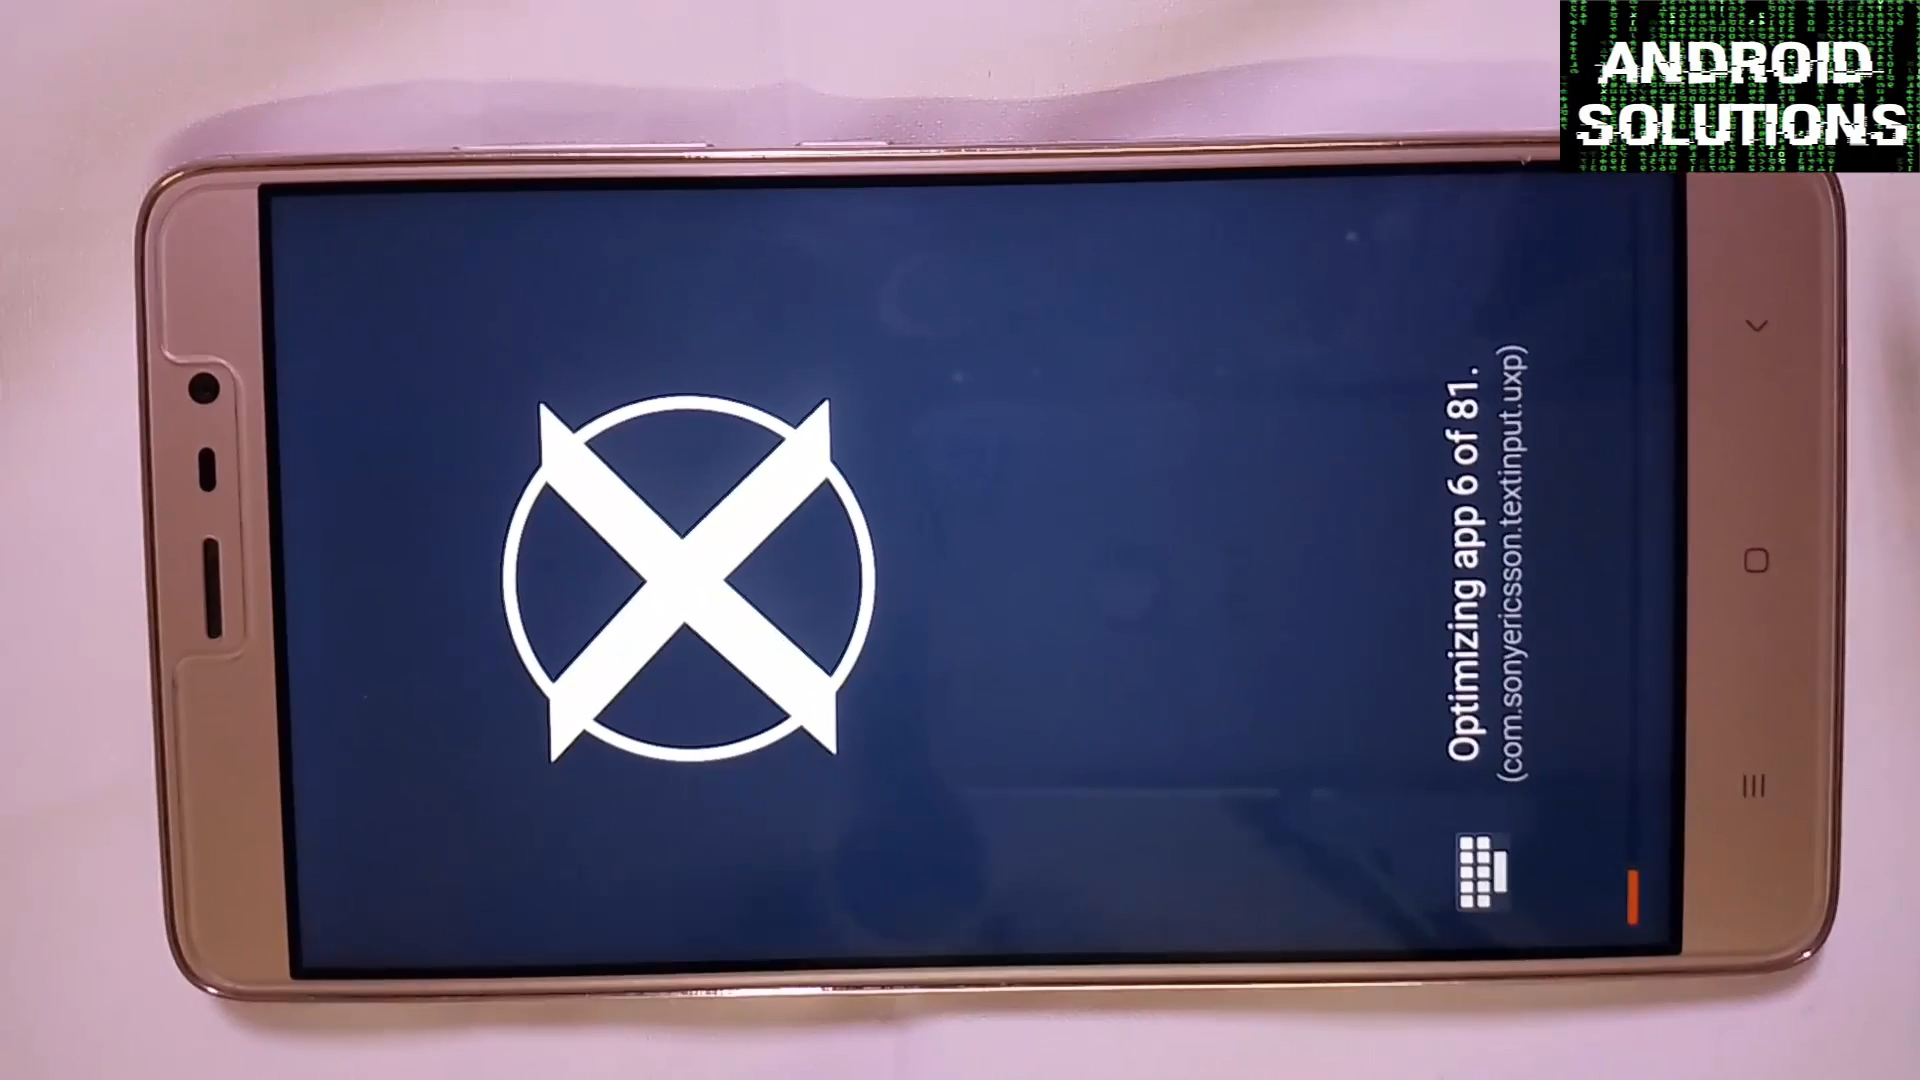 ANDROID
SOLUTIONS
Optimizing app 6 of 81.
(com.sonyericsson.textinput.uxp)